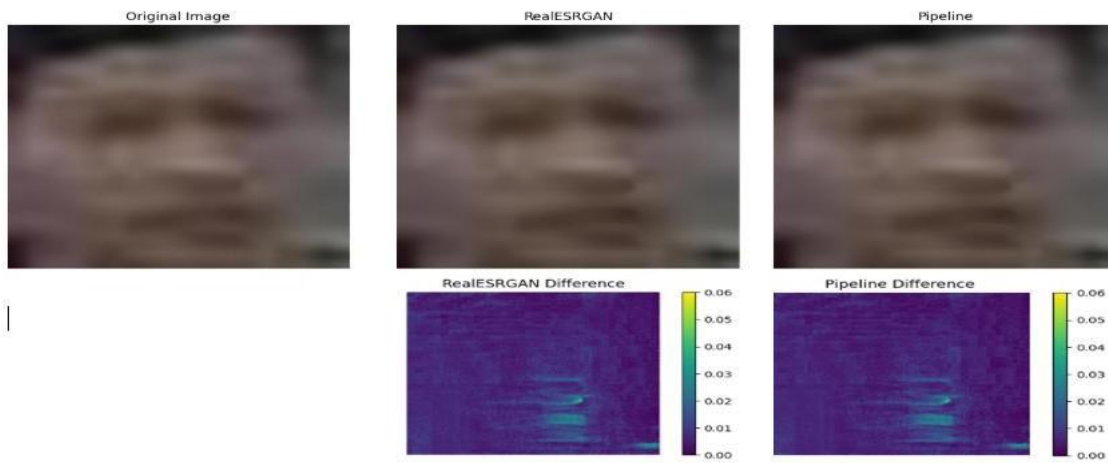 Original Image
RealESRGAN
Pipeline
RealESRGAN Difference
0.06
0.05
0.04
0.03
0.02
0.01
0.00
Pipeline Difference
0.06
0.05
0.04
0.03
0.02
0.01
0.00